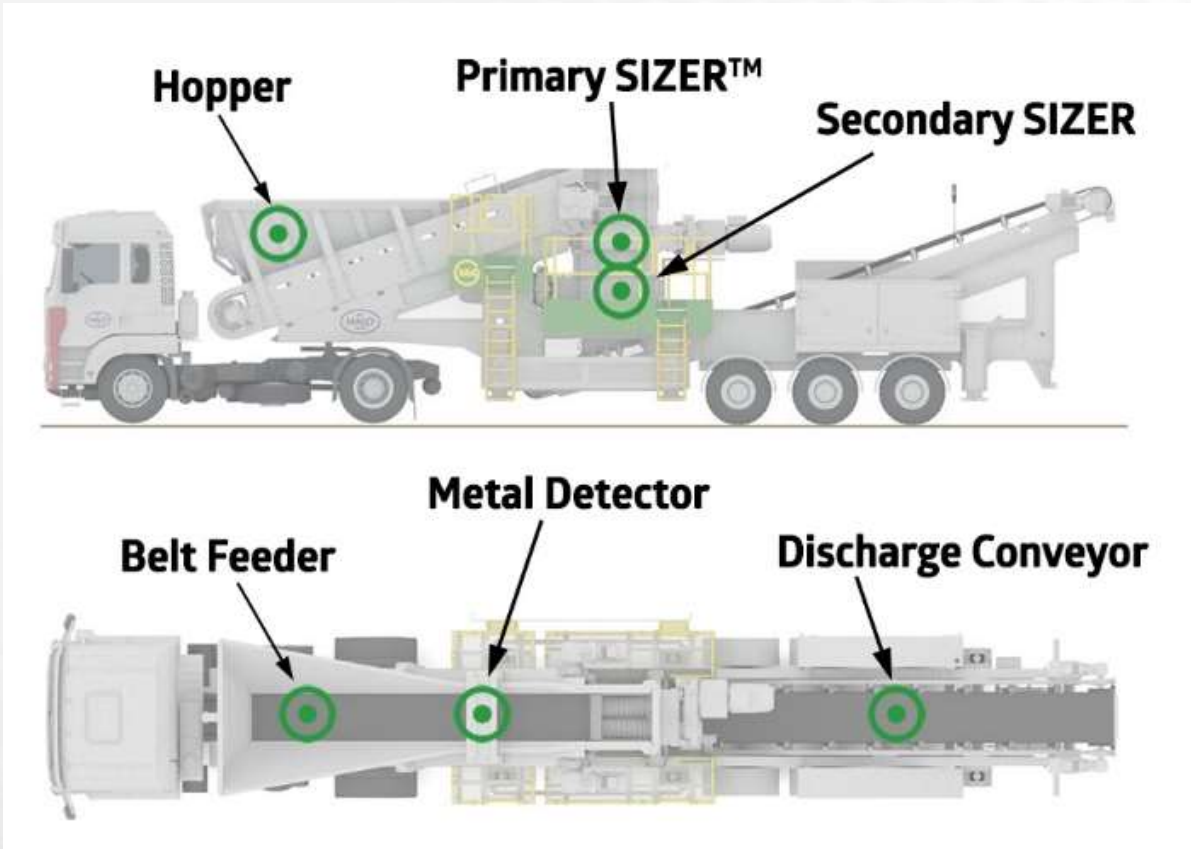 Hopper
Primary SIZER™
Secondary SIZER
Metal Detector
Belt Feeder
Discharge Conveyor